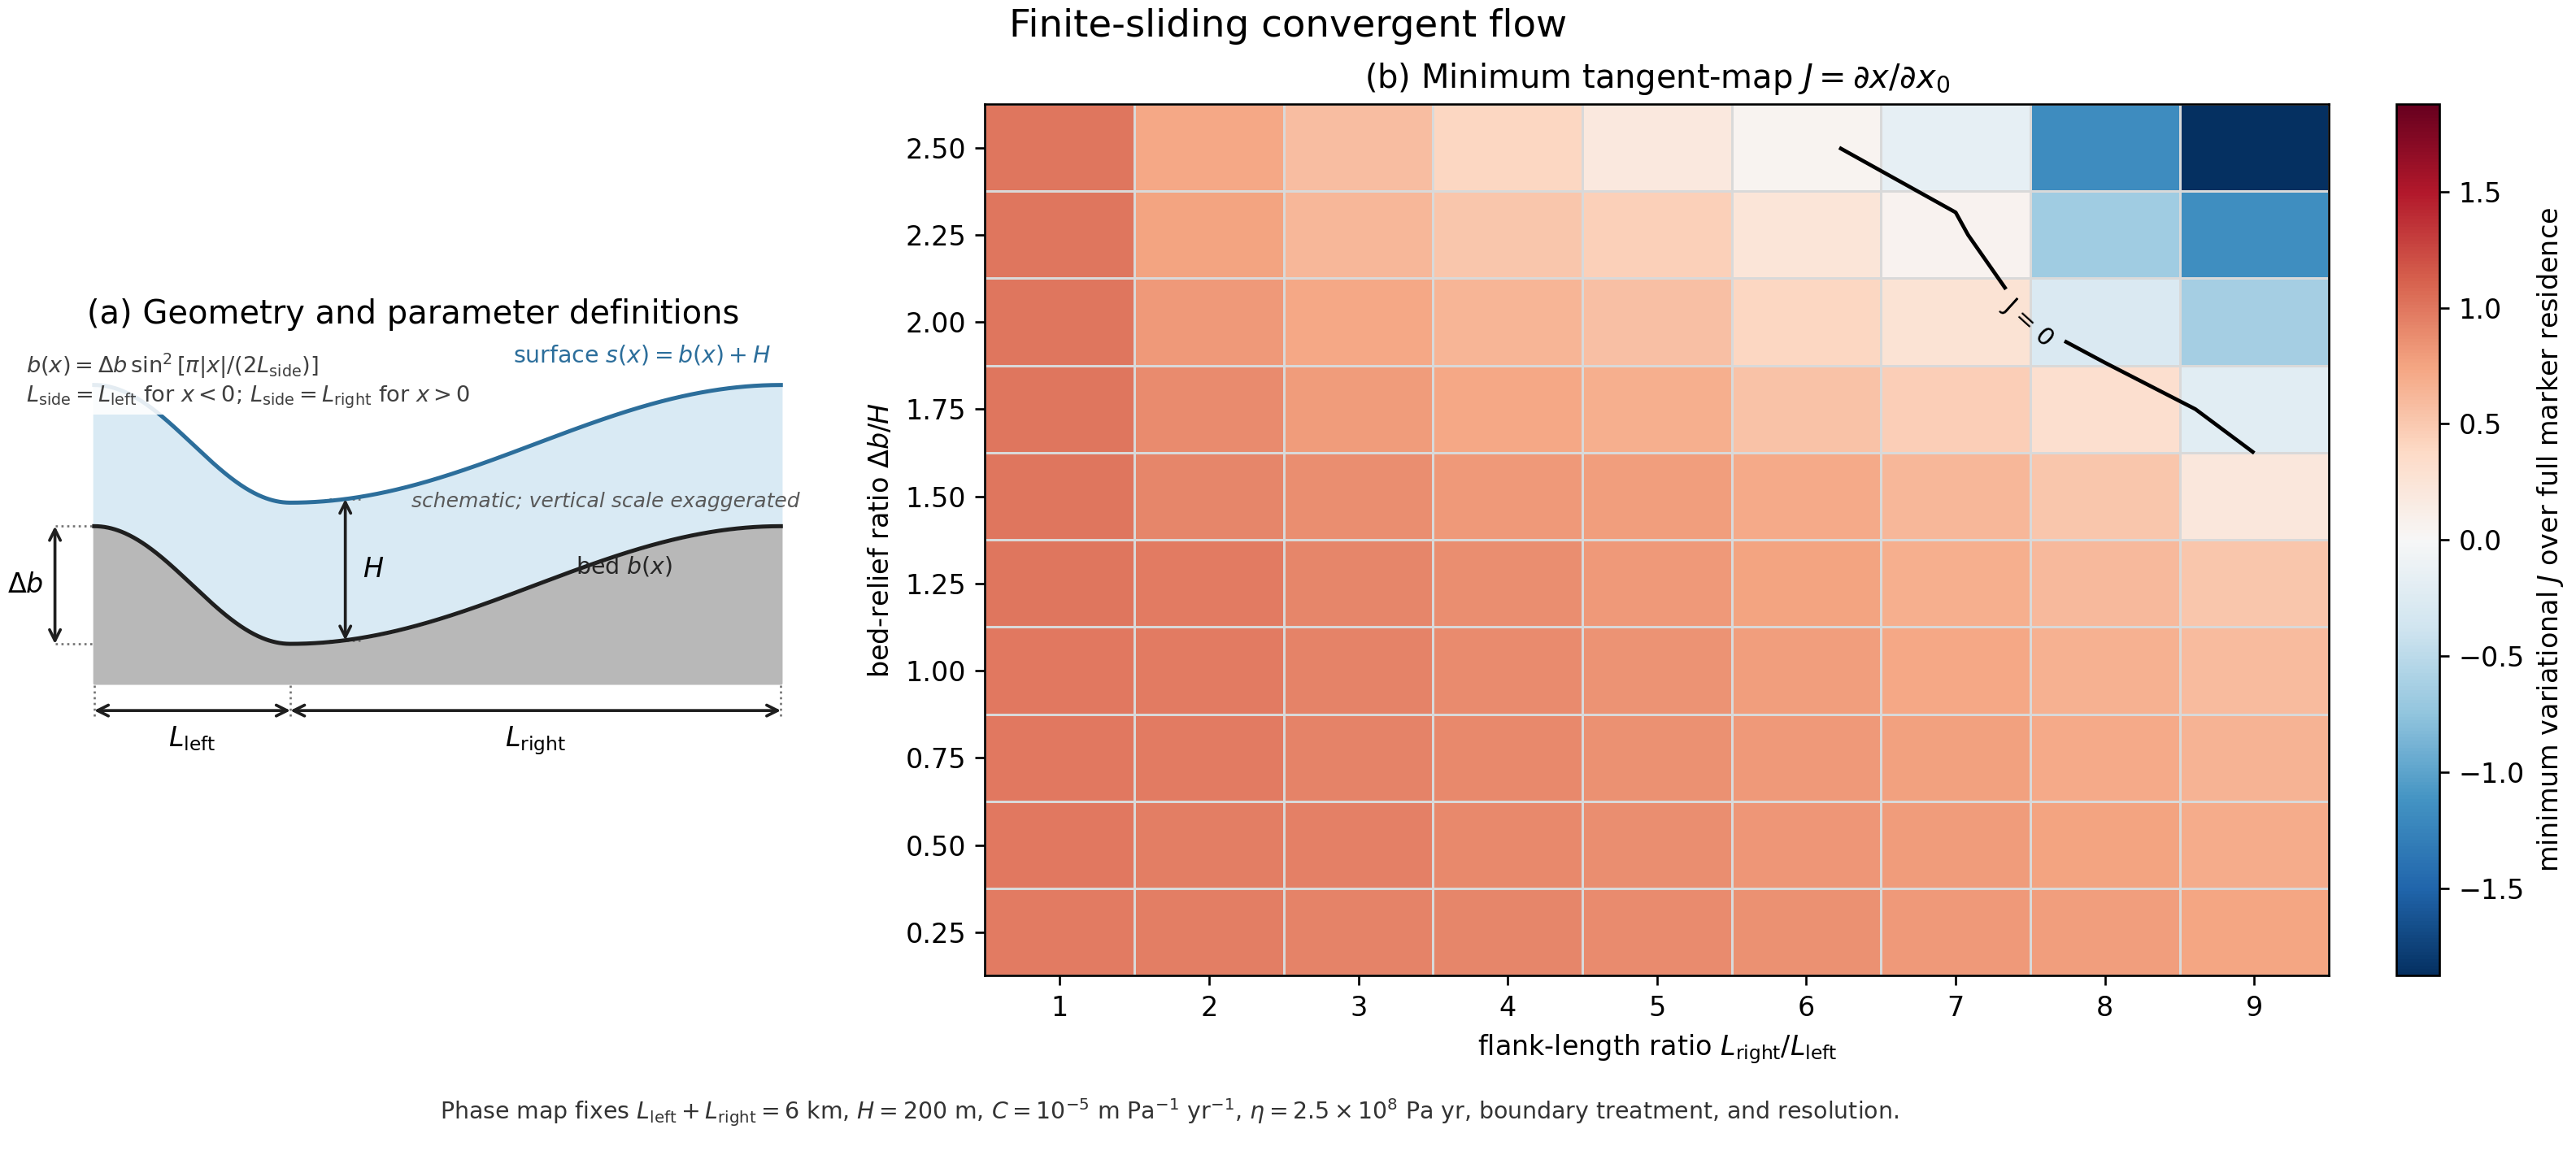 Finite-sliding convergent flow
(a) Geometry and parameter definitions
b(x) = Δb sin² [π|x|/(2L_side)]
L_side = L_left for x < 0; L_side = L_right for x > 0
surface s(x) = b(x) + H
schematic; vertical scale exaggerated
Δb
H
bed b(x)
L_left
L_right
(b) Minimum tangent-map J = ∂x/∂x₀
bed-relief ratio Δb/H
2.50
2.25
2.00
1.75
1.50
1.25
1.00
0.75
0.50
0.25
J = 0
1 2 3 4 5 6 7 8 9
flank-length ratio L_right/L_left
1.5
1.0
0.5
0.0
−0.5
−1.0
−1.5
minimum variational J over full marker residence
Phase map fixes L_left + L_right = 6 km, H = 200 m, C = 10⁻⁵ m Pa⁻¹ yr⁻¹, η = 2.5 × 10⁸ Pa yr, boundary treatment, and resolution.